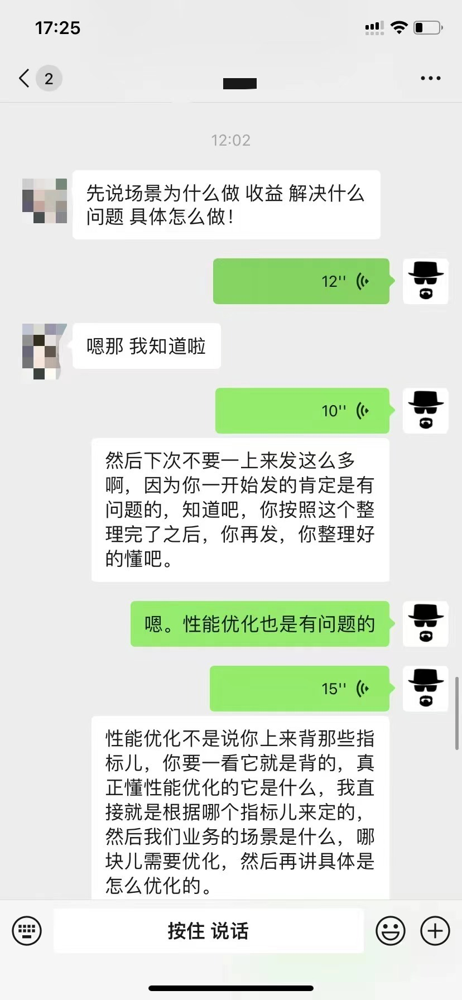 17:25
2
12:02
先说场景为什么做 收益 解决什么
问题 具体怎么做！
12''
嗯那 我知道啦
10''
然后下次不要一上来发这么多
啊，因为你一开始发的肯定是有
问题的，知道吧，你按照这个整
理完了之后，你再发，你整理好
的懂吧。
嗯。性能优化也是有问题的
15''
性能优化不是说你上来背那些指
标儿，你要一看它就是背的，真
正懂性能优化的它是什么，我直
接就是根据哪个指标儿来定的，
然后我们业务的场景是什么，哪
块儿需要优化，然后再讲具体是
怎么优化的。
按住 说话